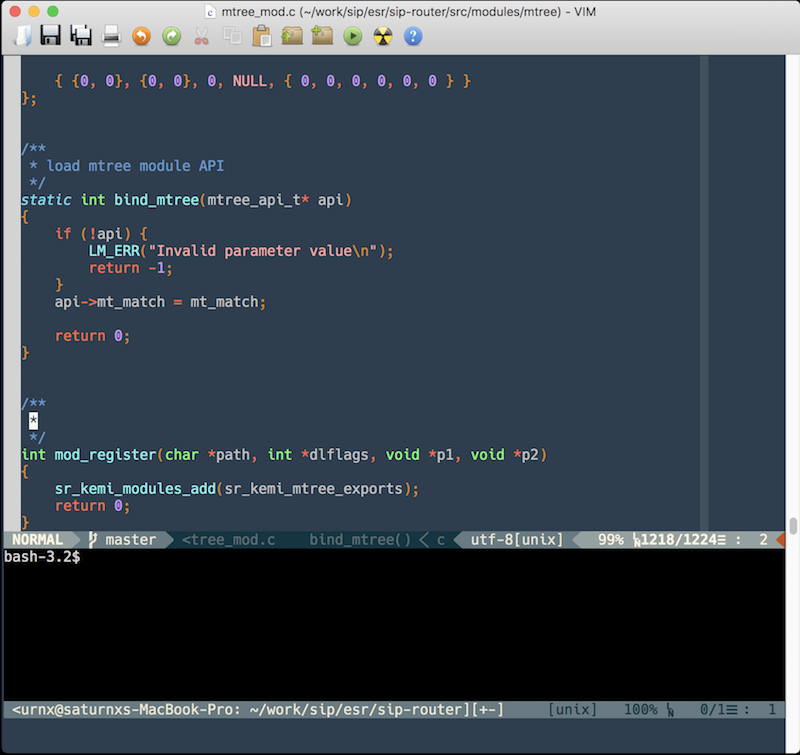 mtree_mod.c (~/work/sip/esr/sip-router/src/modules/mtree) - VIM
{ {0, 0}, {0, 0}, 0, NULL, { 0, 0, 0, 0, 0, 0 } }
};
/**
* load mtree module API
*/
static int bind_mtree(mtree_api_t* api)
{
if (!api) {
LM_ERR("Invalid parameter value\n");
return -1;
}
api->mt_match = mt_match;
return 0;
}
/**
*
*/
int mod_register(char *path, int *dlflags, void *p1, void *p2)
{
sr_kemi_modules_add(sr_kemi_mtree_exports);
return 0;
}
NORMAL master <tree_mod.c bind_mtree() < c utf-8[unix] 99% 1218/1224≡ : 2
bash-3.2$
<urnx@saturnxs-MacBook-Pro: ~/work/sip/esr/sip-router][+-] [unix] 100% 0/1≡ : 1